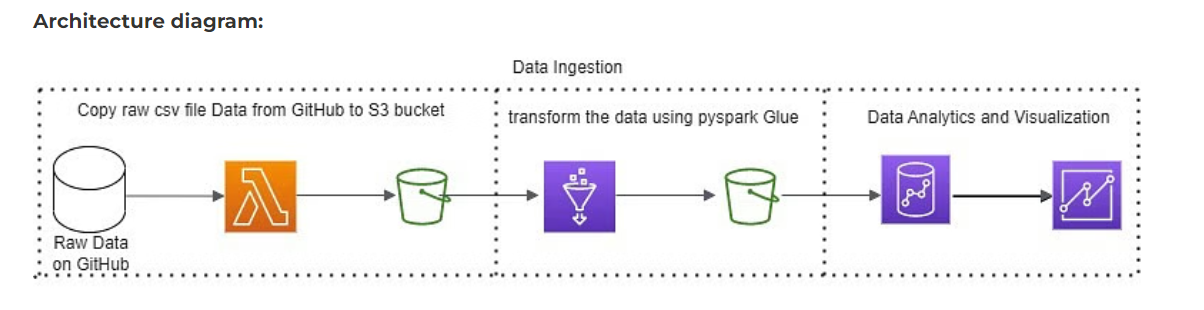 Architecture diagram:
Data Ingestion
Copy raw csv file Data from GitHub to S3 bucket
transform the data using pyspark Glue
Data Analytics and Visualization
Raw Data
on GitHub